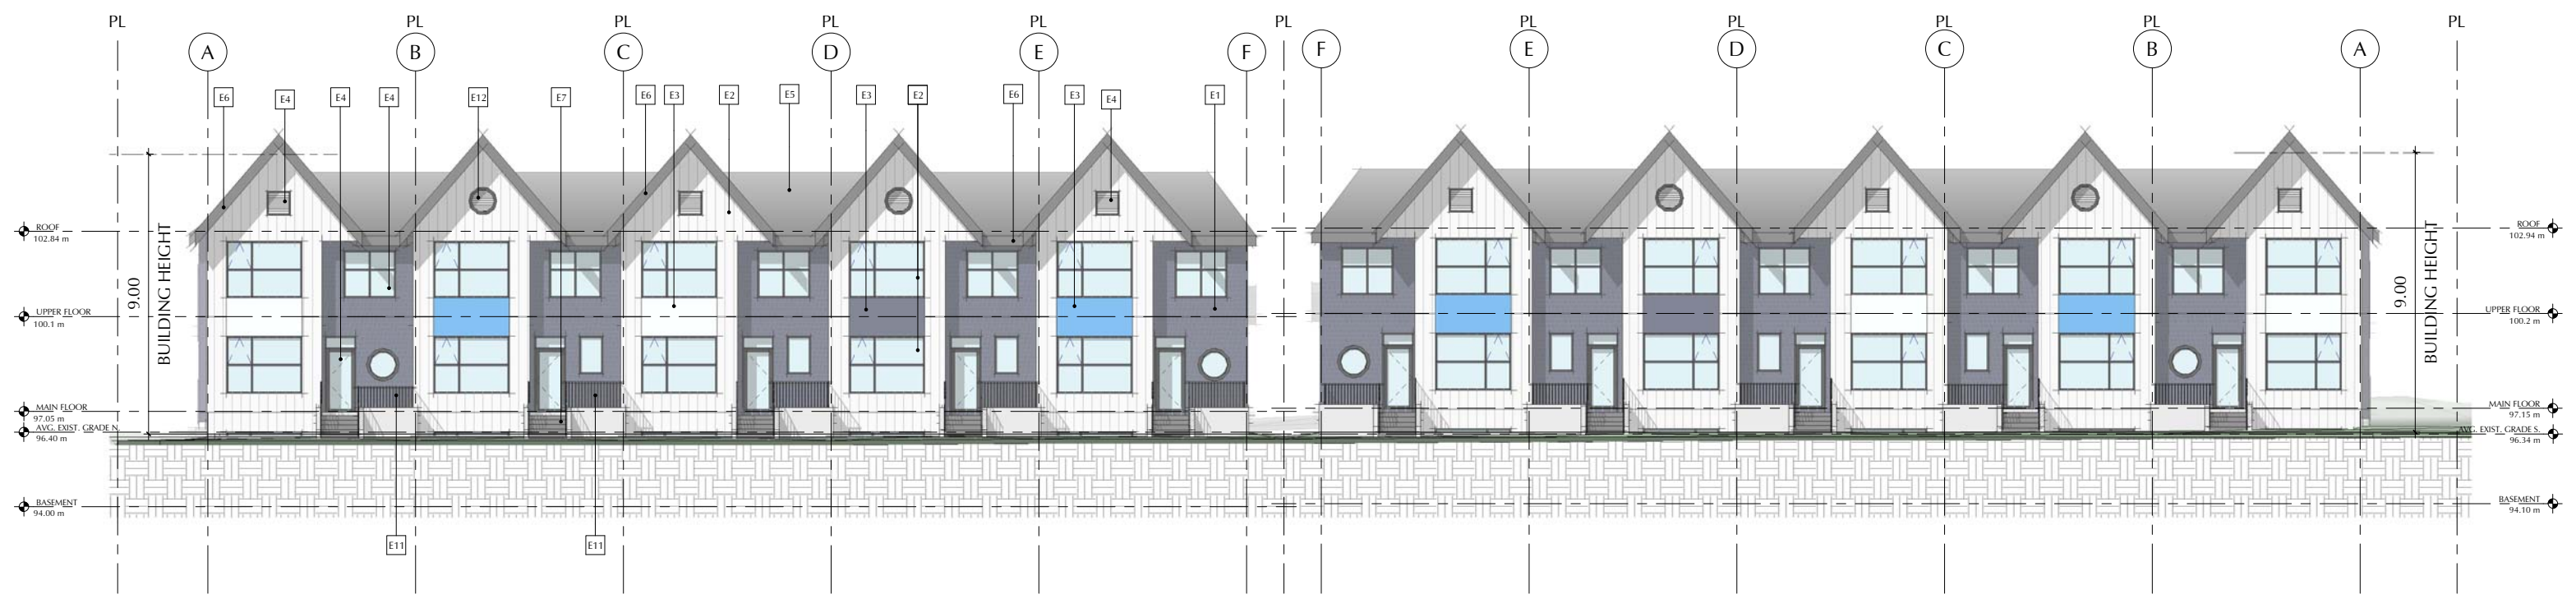 PL PL PL PL PL PL PL PL PL PL PL
A B C D E F F E D C B A
E6 E4 E4 E4 E12 E7 E6 E3 E2 E5 E3 E2 E6 E3 E4 E1
ROOF
102.84 m
ROOF
102.94 m
9.00
BUILDING HEIGHT
9.00
BUILDING HEIGHT
UPPER FLOOR
100.1 m
UPPER FLOOR
100.2 m
MAIN FLOOR
97.05 m
MAIN FLOOR
97.15 m
AVG. EXIST. GRADE N.
96.40 m
AVG. EXIST. GRADE S.
96.34 m
BASEMENT
94.00 m
BASEMENT
94.10 m
E11 E11